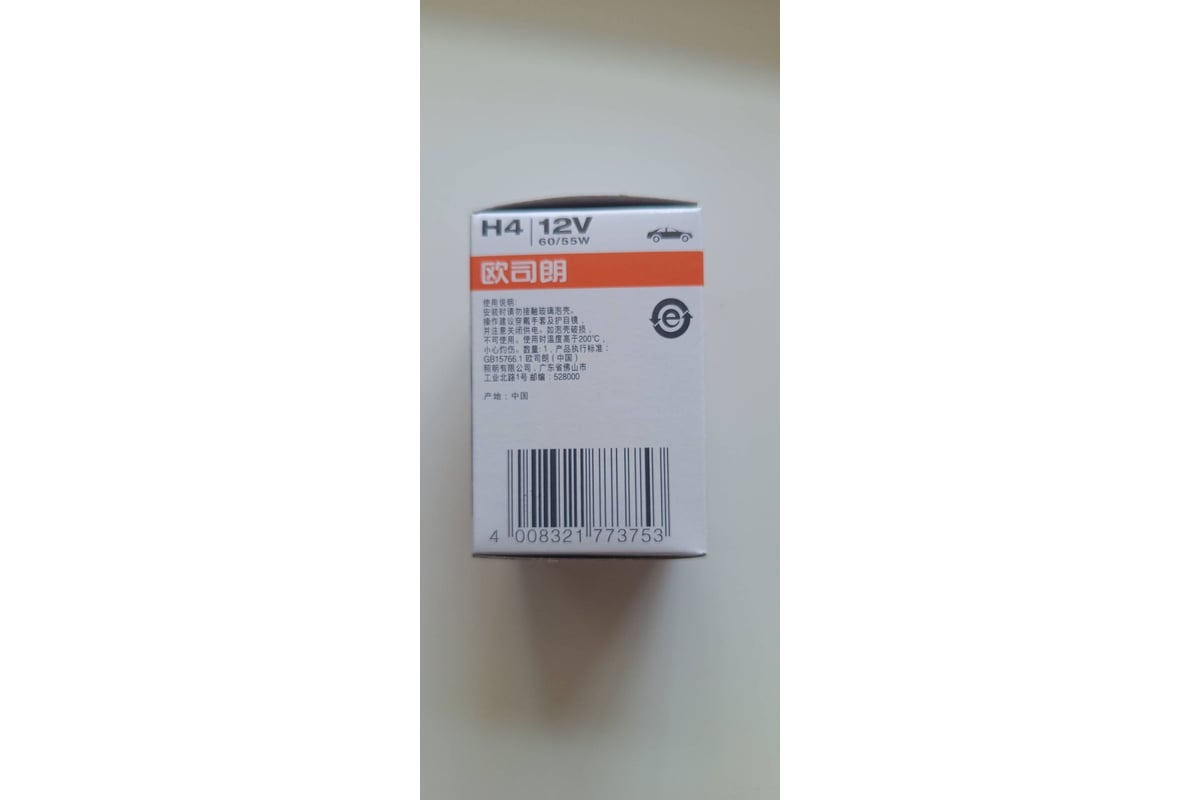 H4 12V
60/55W
欧司朗
使用说明:
安装时请勿接触玻璃泡壳。
操作建议穿戴手套及护目镜，
并注意关闭供电。如泡壳破损，
不可使用。使用时温度高于200℃，
小心灼伤。数量: 1，产品执行标准：
GB15766.1 欧司朗（中国）
照明有限公司，广东省佛山市
工业北路1号 邮编：528000
产地：中国
e
4 008321 773753